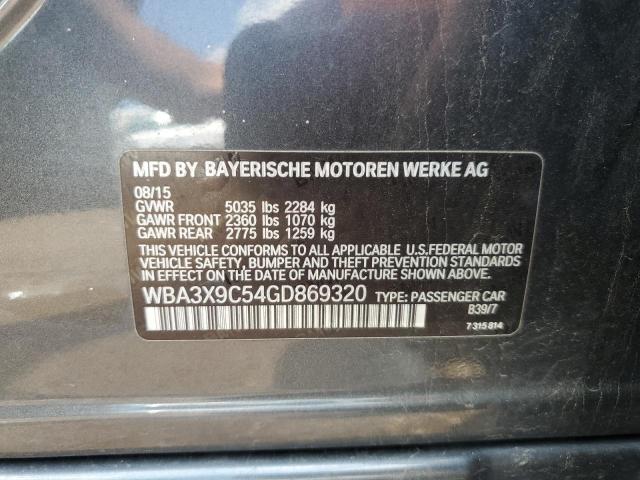 MFD BY BAYERISCHE MOTOREN WERKE AG
08/15
GVWR 5035 lbs 2284 kg
GAWR FRONT 2360 lbs 1070 kg
GAWR REAR 2775 lbs 1259 kg
THIS VEHICLE CONFORMS TO ALL APPLICABLE U.S.FEDERAL MOTOR
VEHICLE SAFETY, BUMPER AND THEFT PREVENTION STANDARDS
IN EFFECT ON THE DATE OF MANUFACTURE SHOWN ABOVE.
WBA3X9C54GD869320 TYPE: PASSENGER CAR
B39/7
7 315 814